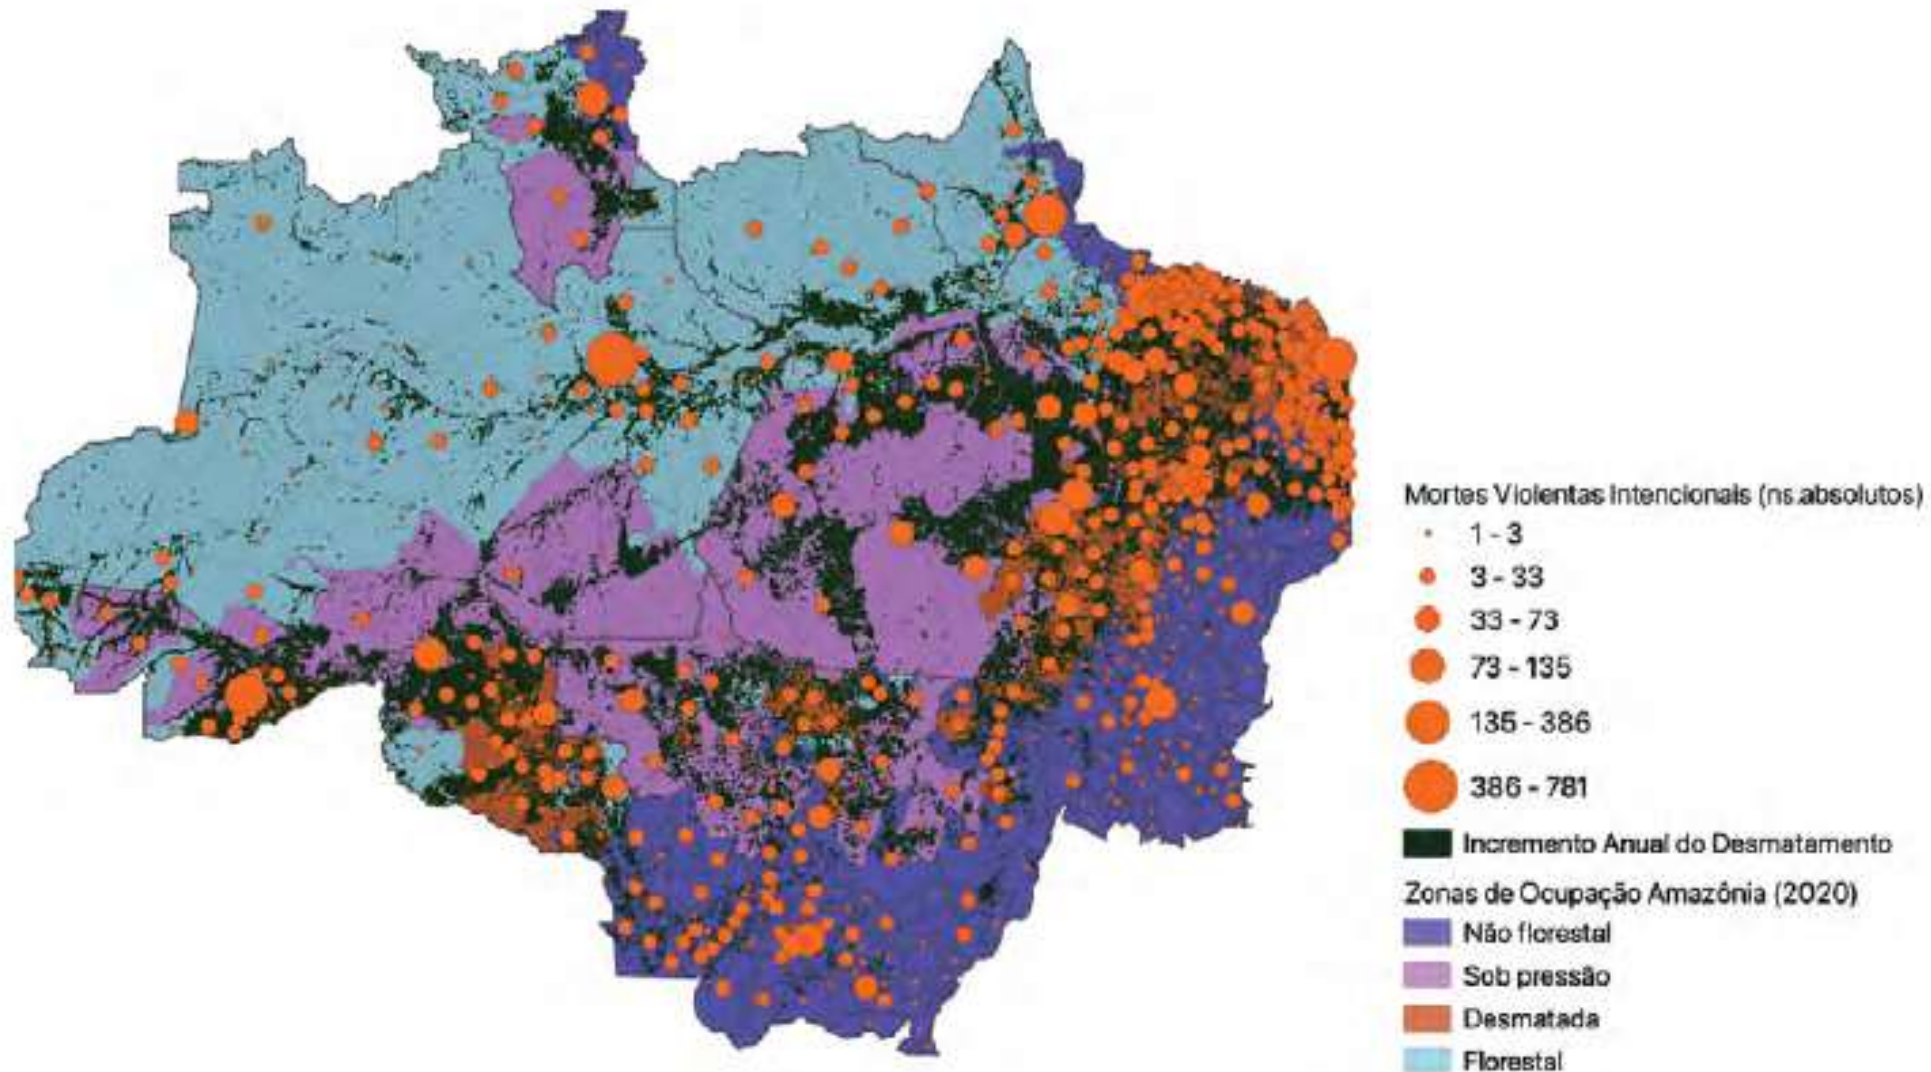 Mortes Violentas Intencionais (ns.absolutos)
1 - 3
3 - 33
33 - 73
73 - 135
135 - 386
386 - 781
Incremento Anual do Desmatamento
Zonas de Ocupação Amazônia (2020)
Não florestal
Sob pressão
Desmatada
Florestal